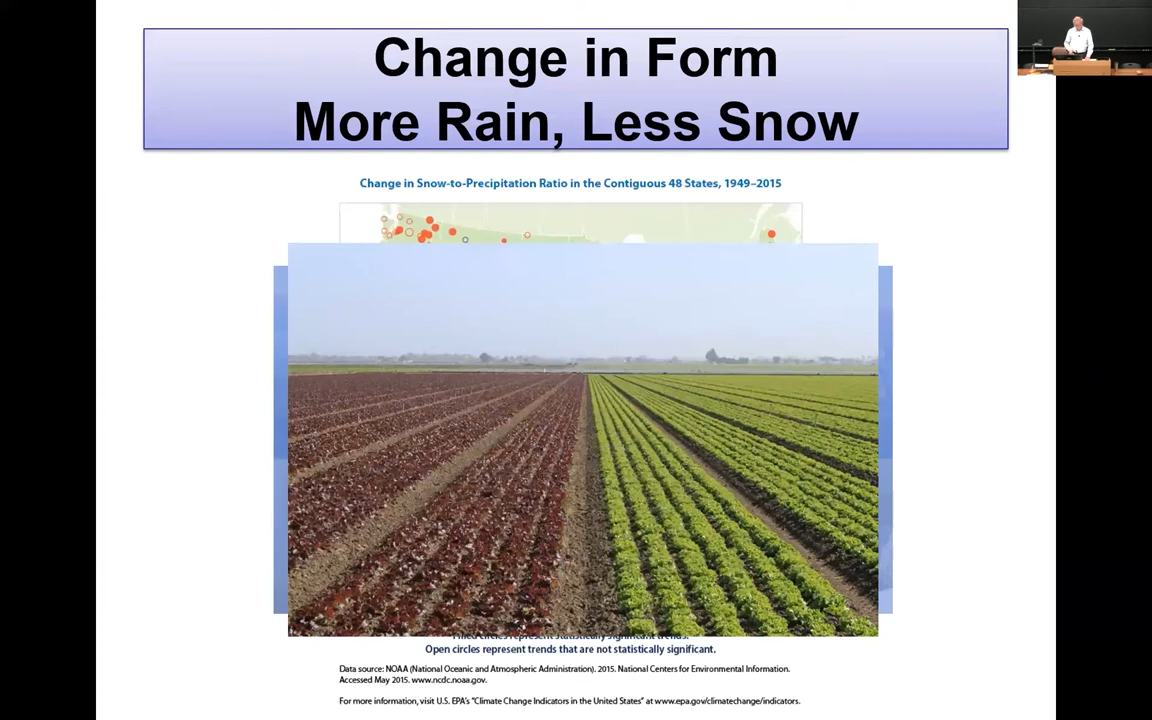 Change in Form
More Rain, Less Snow
Change in Snow-to-Precipitation Ratio in the Contiguous 48 States, 1949–2015
Filled circles represent statistically significant trends.
Open circles represent trends that are not statistically significant.
Data source: NOAA (National Oceanic and Atmospheric Administration). 2015. National Centers for Environmental Information.
Accessed May 2015. www.ncdc.noaa.gov.
For more information, visit U.S. EPA's "Climate Change Indicators in the United States" at www.epa.gov/climatechange/indicators.